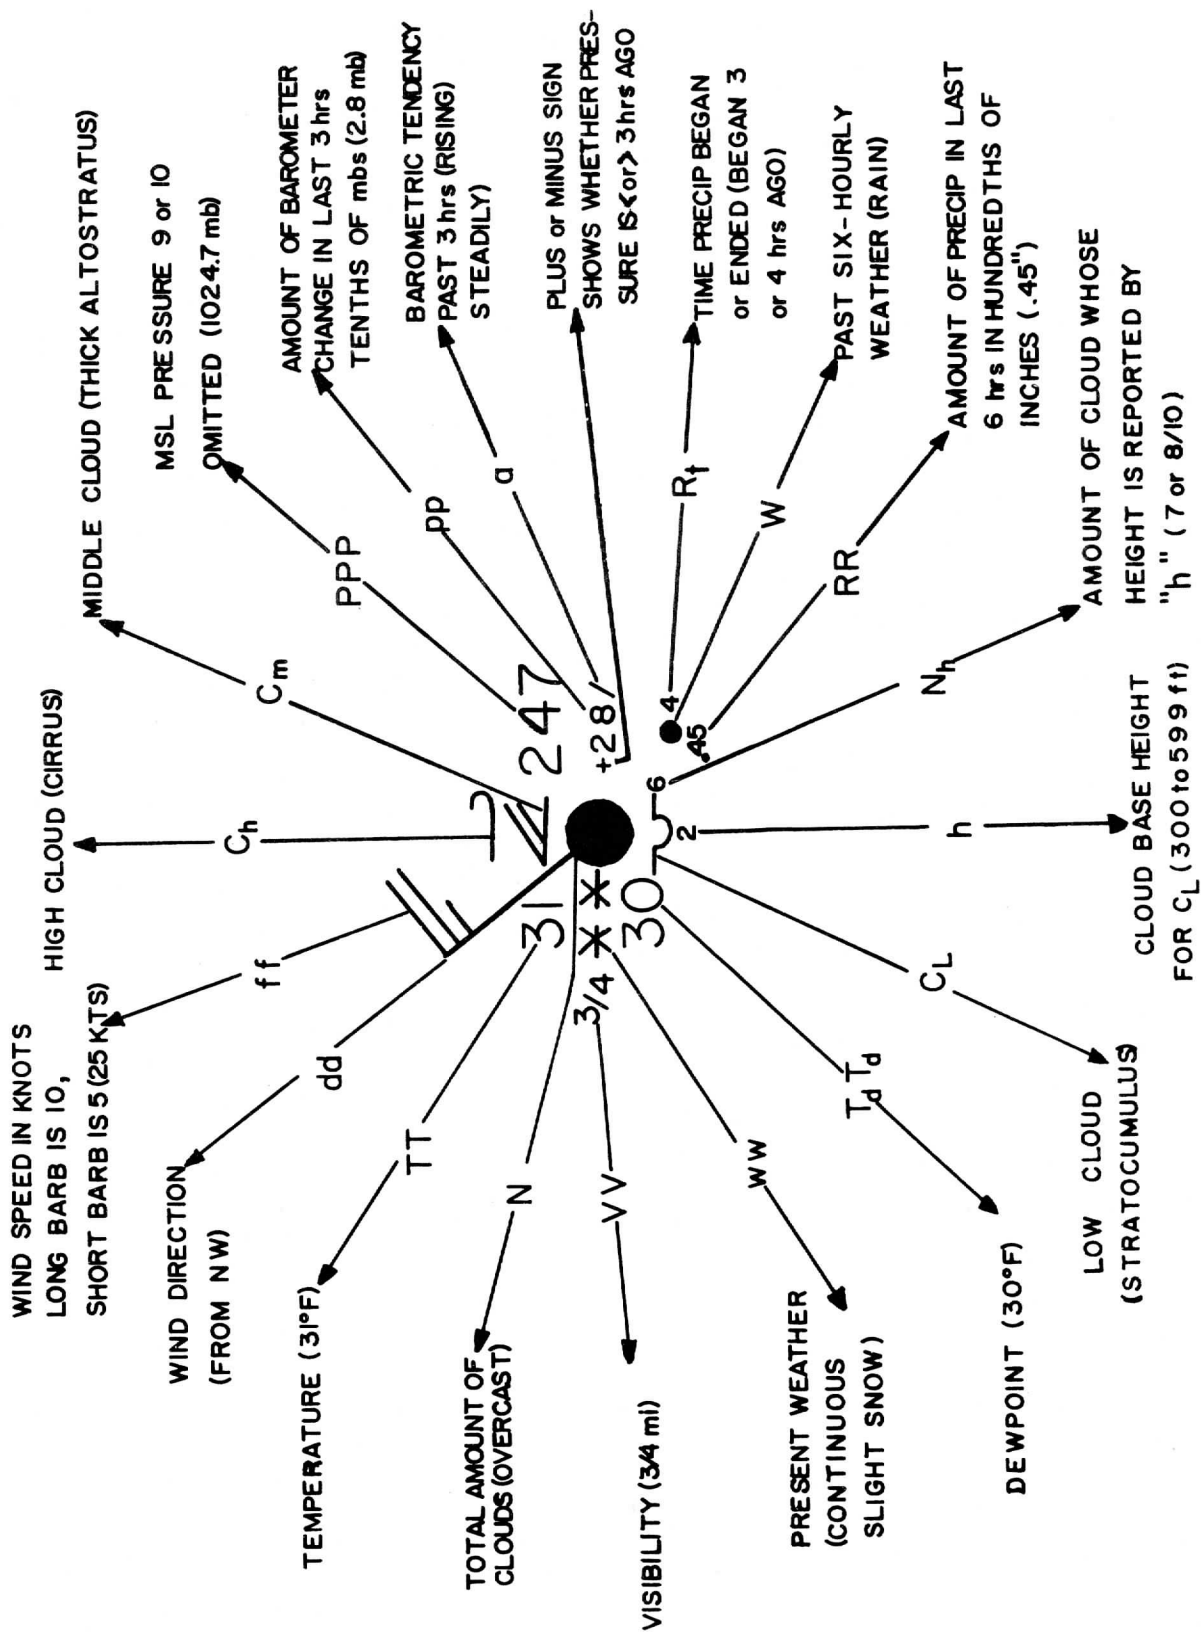 WIND SPEED IN KNOTS
LONG BARB IS 10,
SHORT BARB IS 5 (25 KTS)
ff
HIGH CLOUD (CIRRUS)
Ch
MIDDLE CLOUD (THICK ALTOSTRATUS)
Cm
MSL PRESSURE 9 or 10
OMITTED (1024.7 mb)
PPP
AMOUNT OF BAROMETER
CHANGE IN LAST 3 hrs
TENTHS OF mbs (2.8 mb)
pp
BAROMETRIC TENDENCY
PAST 3 hrs (RISING)
STEADILY)
a
PLUS or MINUS SIGN
SHOWS WHETHER PRES-
SURE IS < or > 3 hrs AGO
TIME PRECIP BEGAN
or ENDED (BEGAN 3
or 4 hrs AGO)
Rt
PAST SIX-HOURLY
WEATHER (RAIN)
W
AMOUNT OF PRECIP IN LAST
6 hrs IN HUNDREDTHS OF
INCHES (.45")
RR
AMOUNT OF CLOUD WHOSE
HEIGHT IS REPORTED BY
"h" (7 or 8/10)
Nh
CLOUD BASE HEIGHT
FOR CL (300 to 599 ft)
h
LOW CLOUD
(STRATOCUMULUS)
CL
DEWPOINT (30°F)
Td Td
PRESENT WEATHER
(CONTINUOUS
SLIGHT SNOW)
ww
VISIBILITY (3/4 mi)
VV
TOTAL AMOUNT OF
CLOUDS (OVERCAST)
N
TEMPERATURE (31°F)
TT
WIND DIRECTION
(FROM NW)
dd
31
247
3/4
+28
30
6
4
2
.45